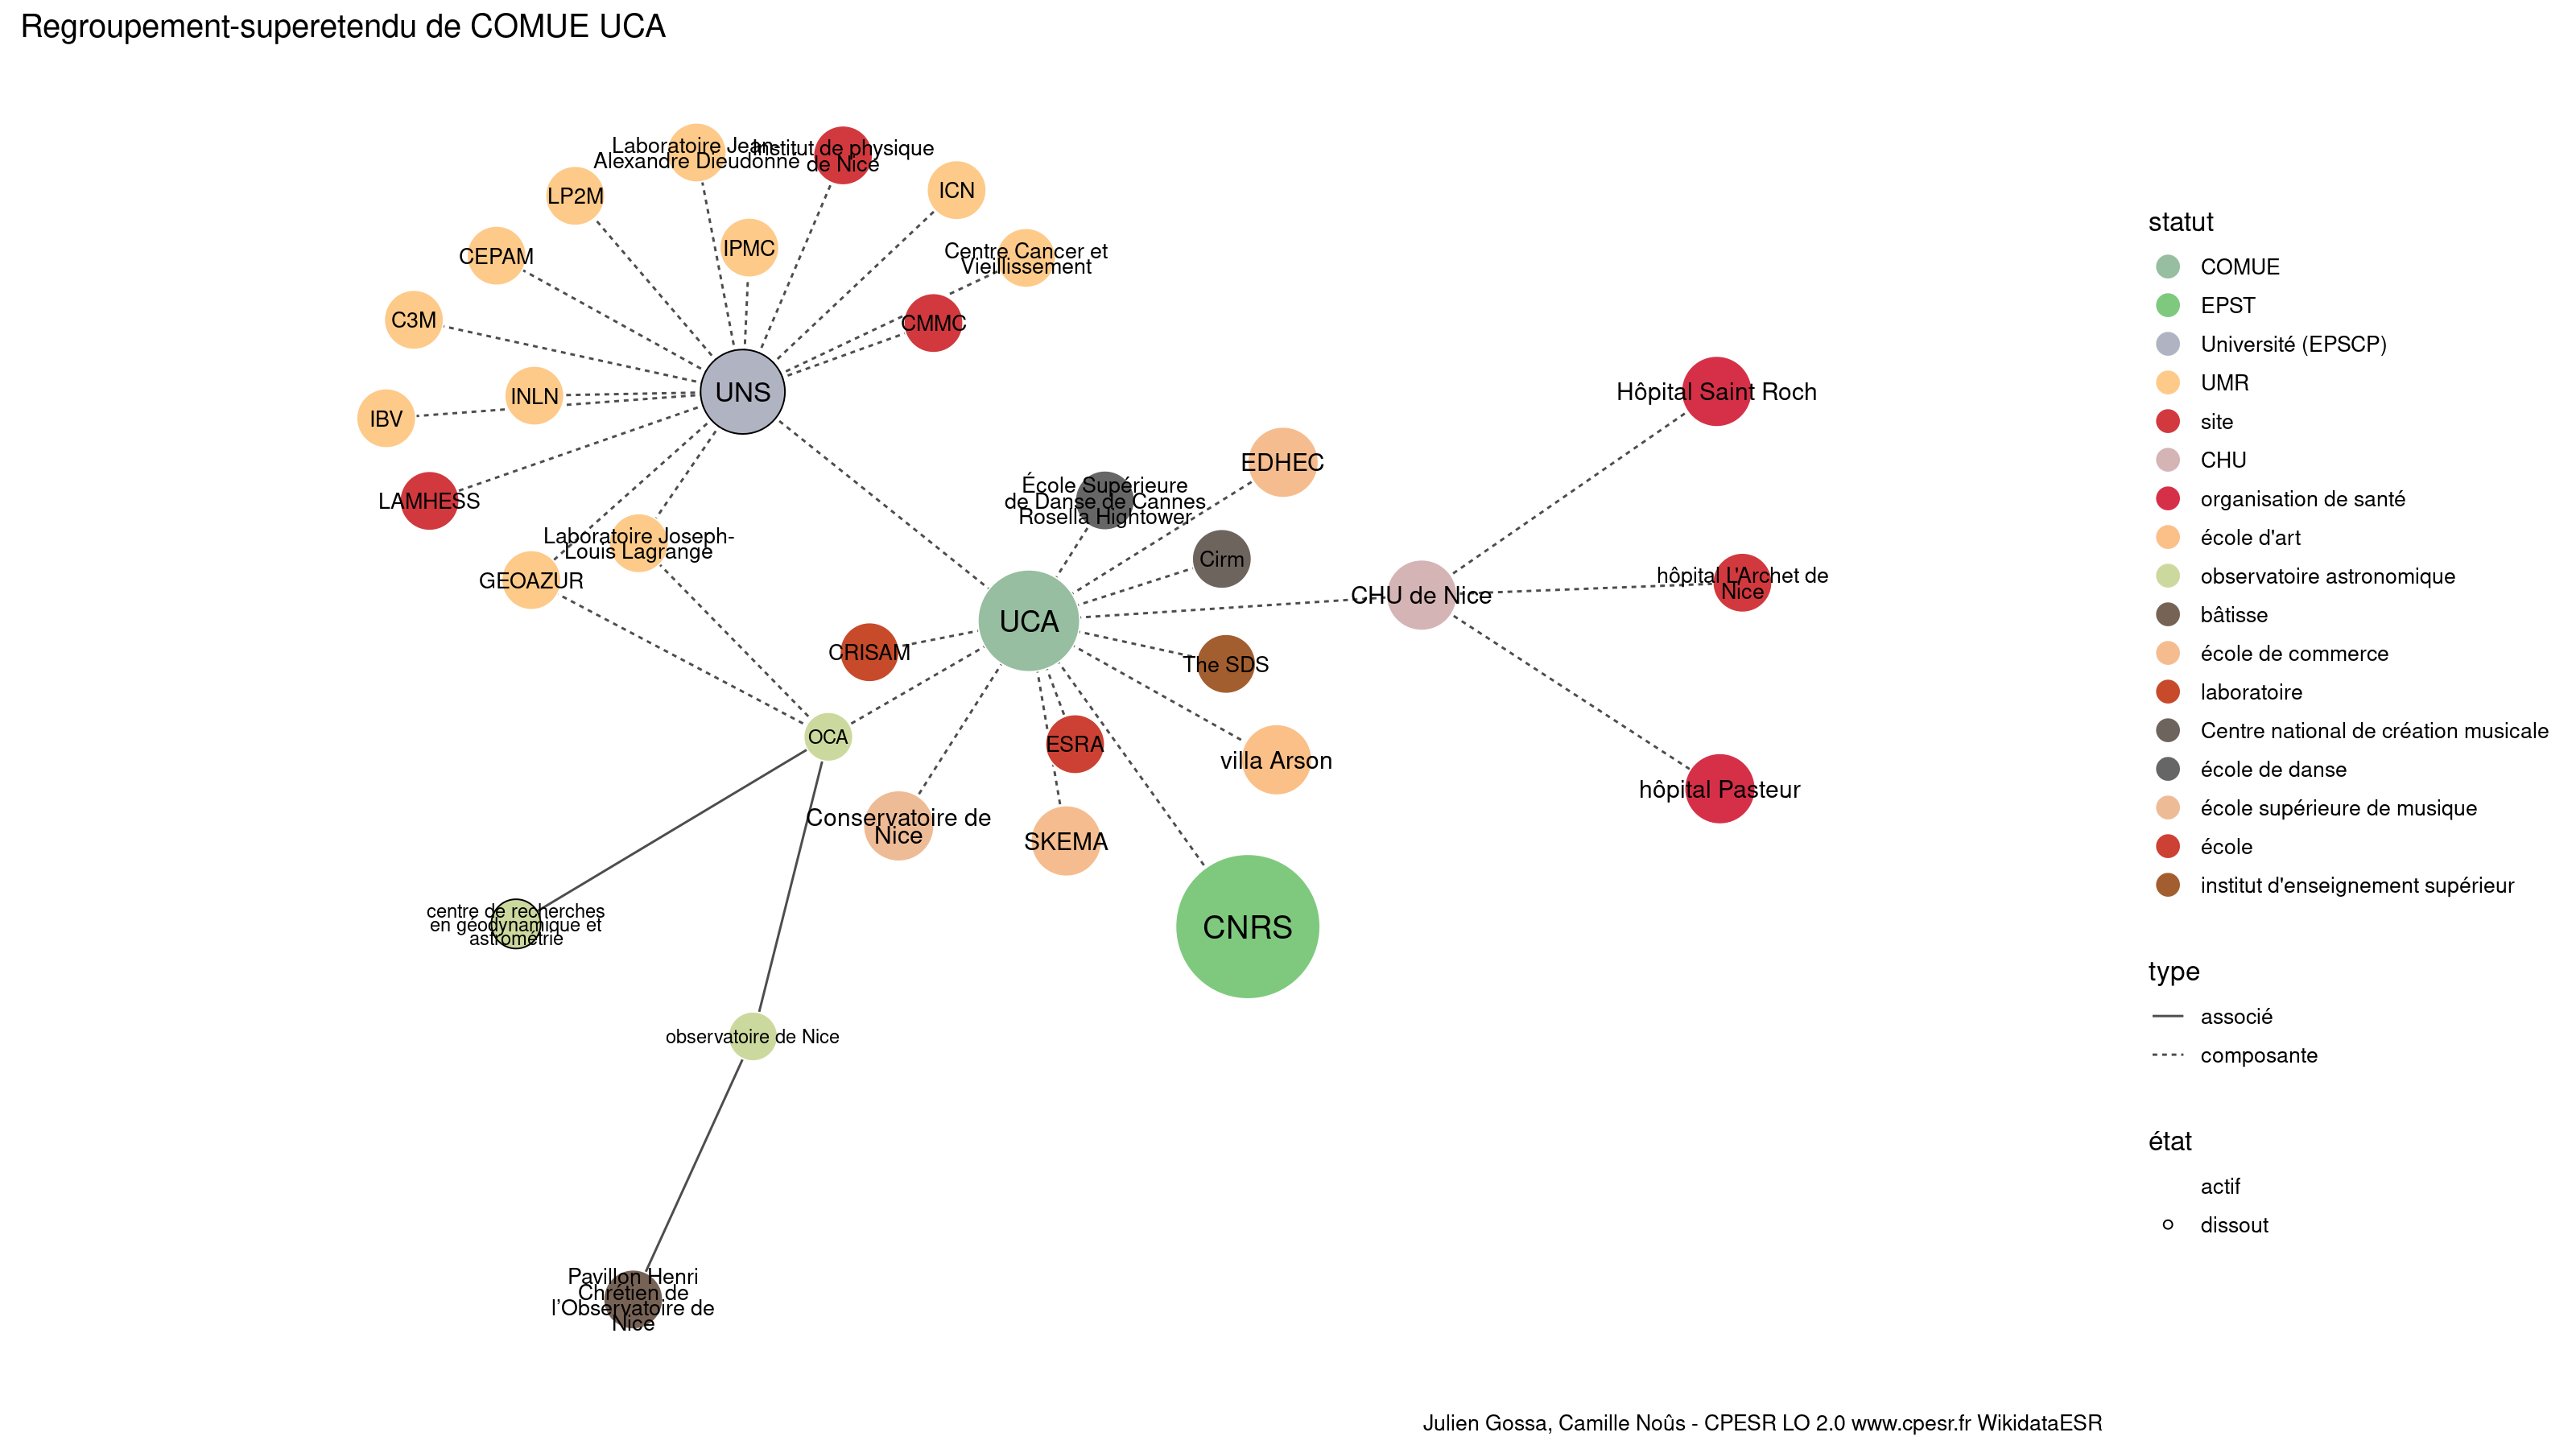 Regroupement-superetendu de COMUE UCA
Laboratoire Jean-
Alexandre Dieudonné
Institut de physique
de Nice
LP2M
ICN
IPMC
CEPAM
Centre Cancer et
Vieillissement
C3M
CMMC
UNS
INLN
IBV
LAMHESS
Laboratoire Joseph-
Louis Lagrange
GEOAZUR
École Supérieure
de Danse de Cannes
Rosella Hightower
EDHEC
Cirm
UCA
CRISAM
CHU de Nice
Hôpital Saint Roch
hôpital L'Archet de
Nice
hôpital Pasteur
The SDS
OCA
ESRA
villa Arson
Conservatoire de
Nice
SKEMA
CNRS
centre de recherches
en géodynamique et
astrométrie
observatoire de Nice
Pavillon Henri
Chrétien de
l'Observatoire de
Nice
statut
COMUE
EPST
Université (EPSCP)
UMR
site
CHU
organisation de santé
école d'art
observatoire astronomique
bâtisse
école de commerce
laboratoire
Centre national de création musicale
école de danse
école supérieure de musique
école
institut d'enseignement supérieur
type
associé
composante
état
actif
dissout
Julien Gossa, Camille Noûs - CPESR LO 2.0 www.cpesr.fr WikidataESR